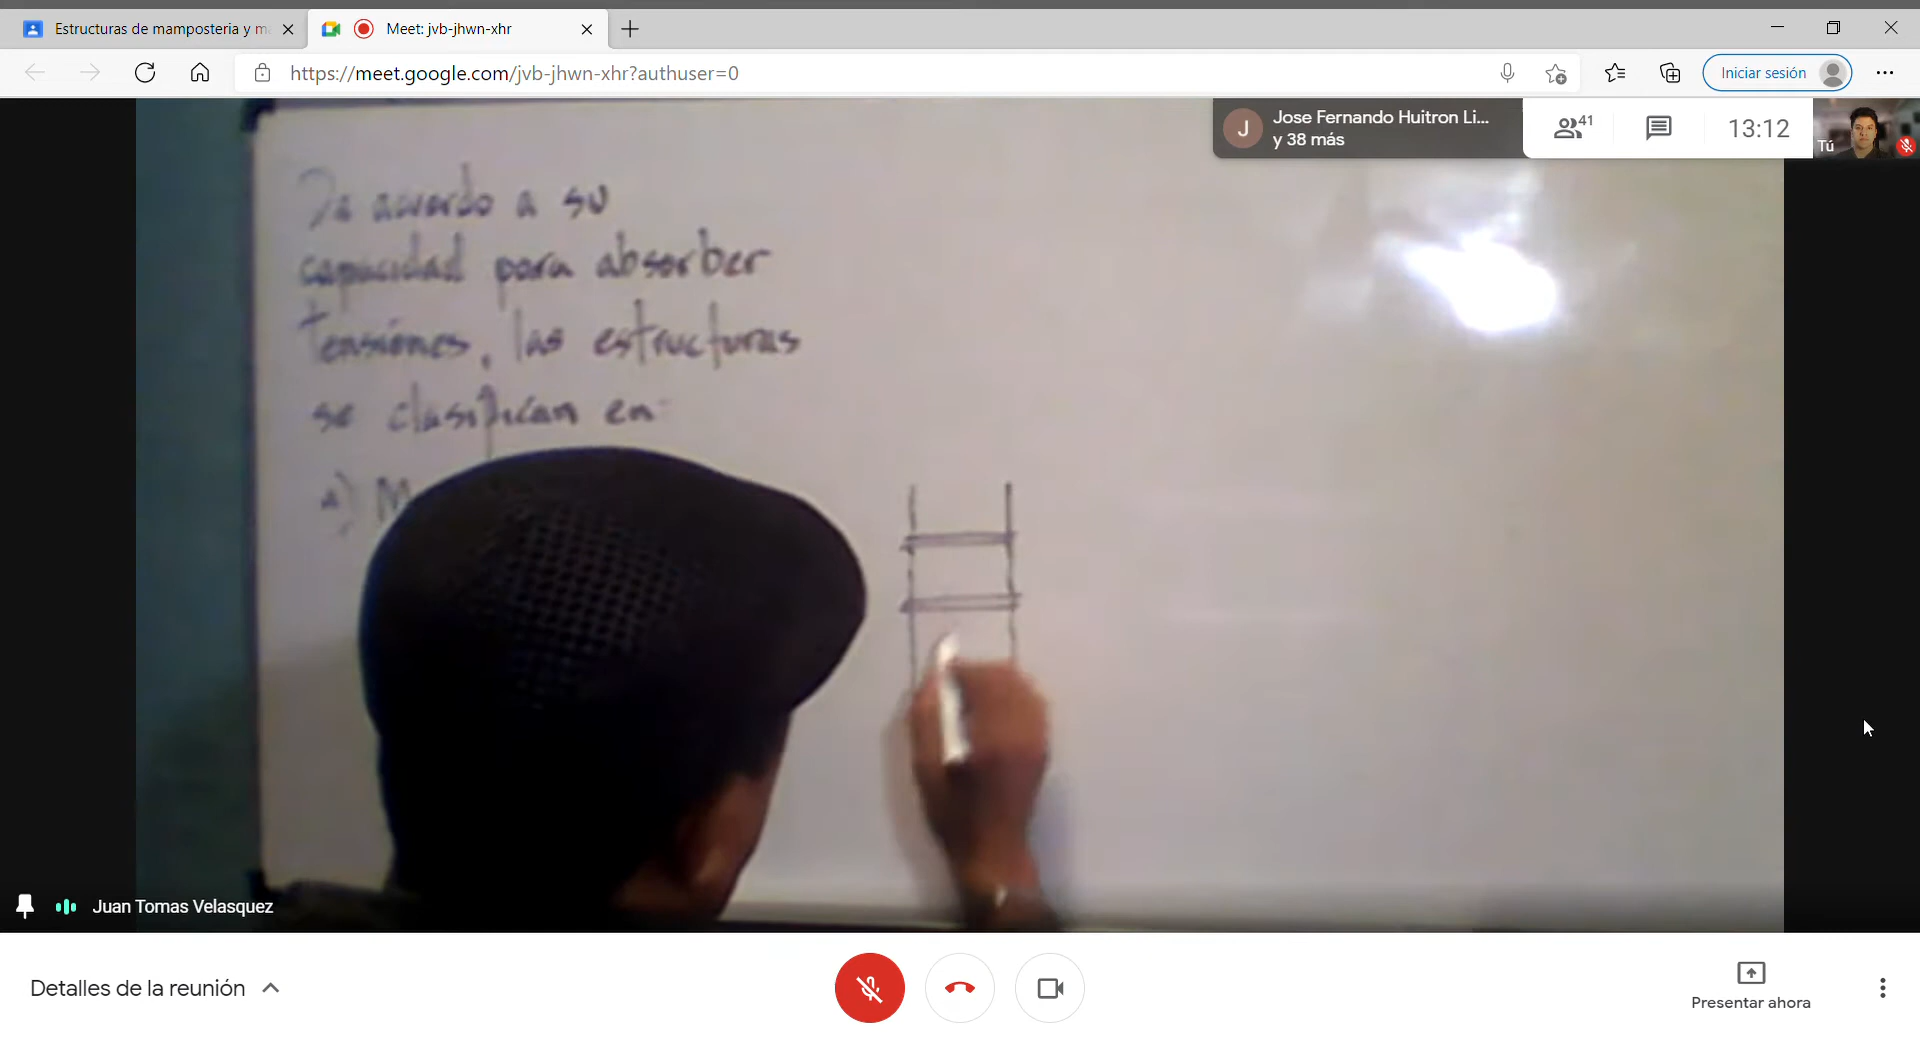 Estructuras de mamposteria y m
Meet: jvb-jhwn-xhr
https://meet.google.com/jvb-jhwn-xhr?authuser=0
Iniciar sesión
J
Jose Fernando Huitron Li...
y 38 más
41
13:12
Tú
De acuerdo a su
capacidad para absorber
tensiónes, las estructuras
se clasifican en
a) M
Juan Tomas Velasquez
Detalles de la reunión
Presentar ahora